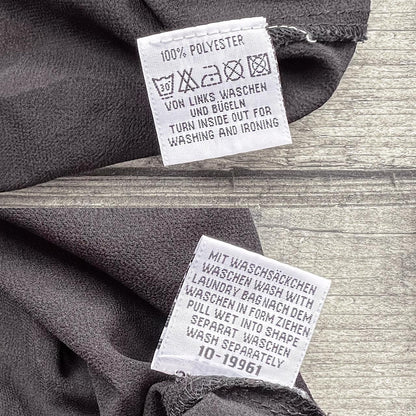 100% POLYESTER
30
VON LINKS WASCHEN
UND BÜGELN
TURN INSIDE OUT FOR
WASHING AND IRONING
MIT WASCHSÄCKCHEN
WASCHEN WASH WITH
LAUNDRY BAG NACH DEM
WASCHEN IN FORM ZIEHEN
PULL WET INTO SHAPE
SEPARAT WASCHEN
WASH SEPARATELY
10-19961